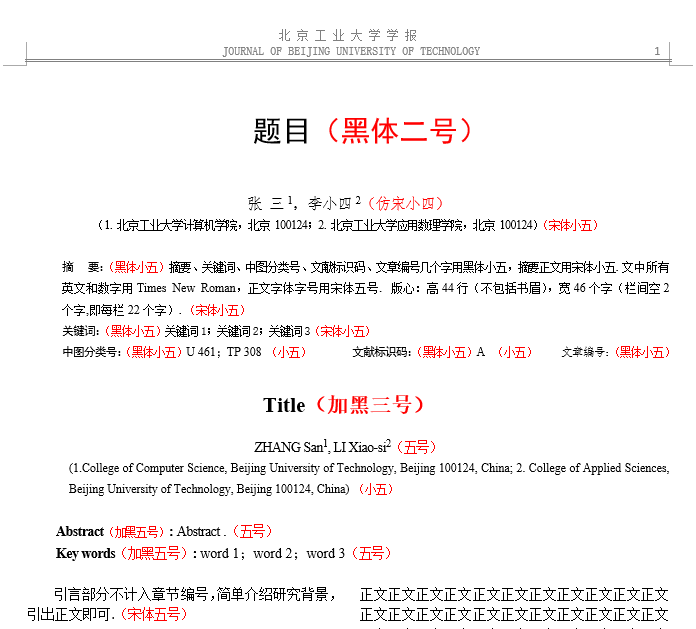 北京工业大学学报
JOURNAL OF BEIJING UNIVERSITY OF TECHNOLOGY 1
题目（黑体二号）
张 三1，李小四2（仿宋小四）
（1. 北京工业大学计算机学院，北京 100124；2. 北京工业大学应用数理学院，北京 100124）（宋体小五）
摘 要：（黑体小五）摘要、关键词、中图分类号、文献标识码、文章编号几个字用黑体小五，摘要正文用宋体小五. 文中所有
英文和数字用 Times New Roman，正文字体字号用宋体五号. 版心：高 44 行（不包括书眉），宽 46 个字（栏间空 2
个字,即每栏 22 个字）.（宋体小五）
关键词：（黑体小五）关键词 1；关键词 2；关键词 3（宋体小五）
中图分类号：（黑体小五）U 461；TP 308 （小五） 文献标识码：（黑体小五）A （小五） 文章编号：（黑体小五）
Title（加黑三号）
ZHANG San1, LI Xiao-si2（五号）
(1.College of Computer Science, Beijing University of Technology, Beijing 100124, China; 2. College of Applied Sciences,
Beijing University of Technology, Beijing 100124, China) （小五）
Abstract（加黑五号）: Abstract .（五号）
Key words（加黑五号）: word 1；word 2；word 3（五号）
引言部分不计入章节编号，简单介绍研究背景，
引出正文即可.（宋体五号）
正文正文正文正文正文正文正文正文正文正文正文
正文正文正文正文正文正文正文正文正文正文正文